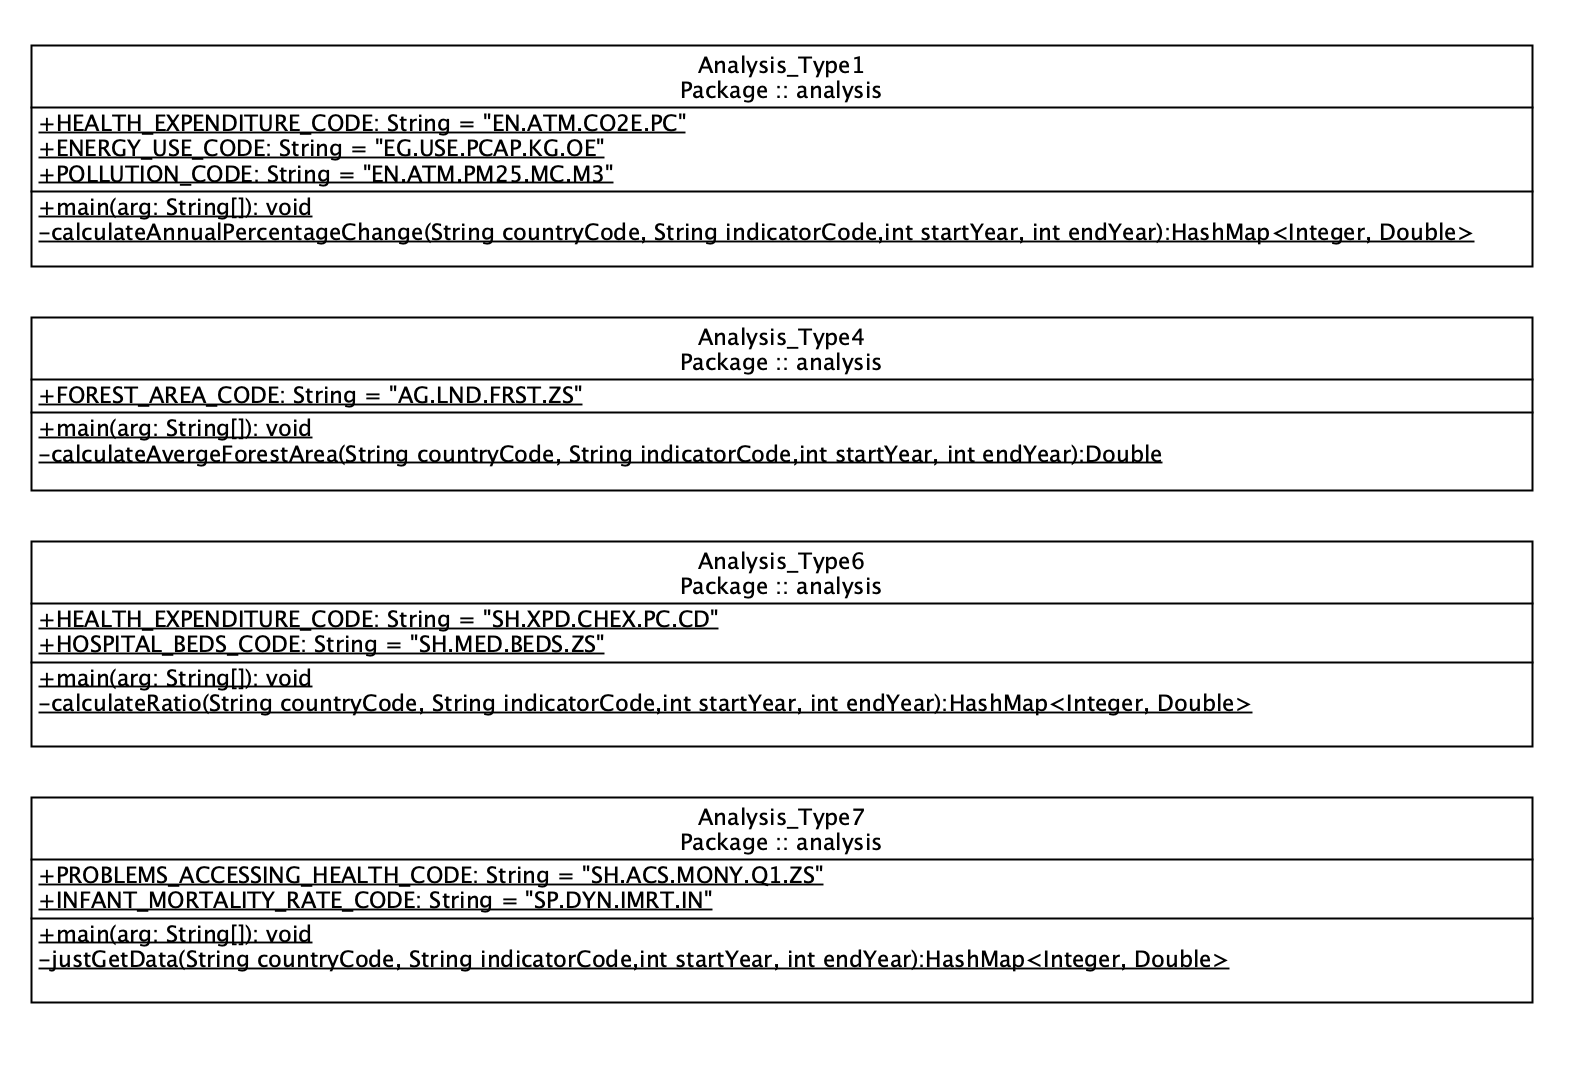 Analysis_Type1
Package :: analysis
+HEALTH_EXPENDITURE_CODE: String = "EN.ATM.CO2E.PC"
+ENERGY_USE_CODE: String = "EG.USE.PCAP.KG.OE"
+POLLUTION_CODE: String = "EN.ATM.PM25.MC.M3"
+main(arg: String[]): void
-calculateAnnualPercentageChange(String countryCode, String indicatorCode,int startYear, int endYear):HashMap<Integer, Double>
Analysis_Type4
Package :: analysis
+FOREST_AREA_CODE: String = "AG.LND.FRST.ZS"
+main(arg: String[]): void
-calculateAvergeForestArea(String countryCode, String indicatorCode,int startYear, int endYear):Double
Analysis_Type6
Package :: analysis
+HEALTH_EXPENDITURE_CODE: String = "SH.XPD.CHEX.PC.CD"
+HOSPITAL_BEDS_CODE: String = "SH.MED.BEDS.ZS"
+main(arg: String[]): void
-calculateRatio(String countryCode, String indicatorCode,int startYear, int endYear):HashMap<Integer, Double>
Analysis_Type7
Package :: analysis
+PROBLEMS_ACCESSING_HEALTH_CODE: String = "SH.ACS.MONY.Q1.ZS"
+INFANT_MORTALITY_RATE_CODE: String = "SP.DYN.IMRT.IN"
+main(arg: String[]): void
-justGetData(String countryCode, String indicatorCode,int startYear, int endYear):HashMap<Integer, Double>